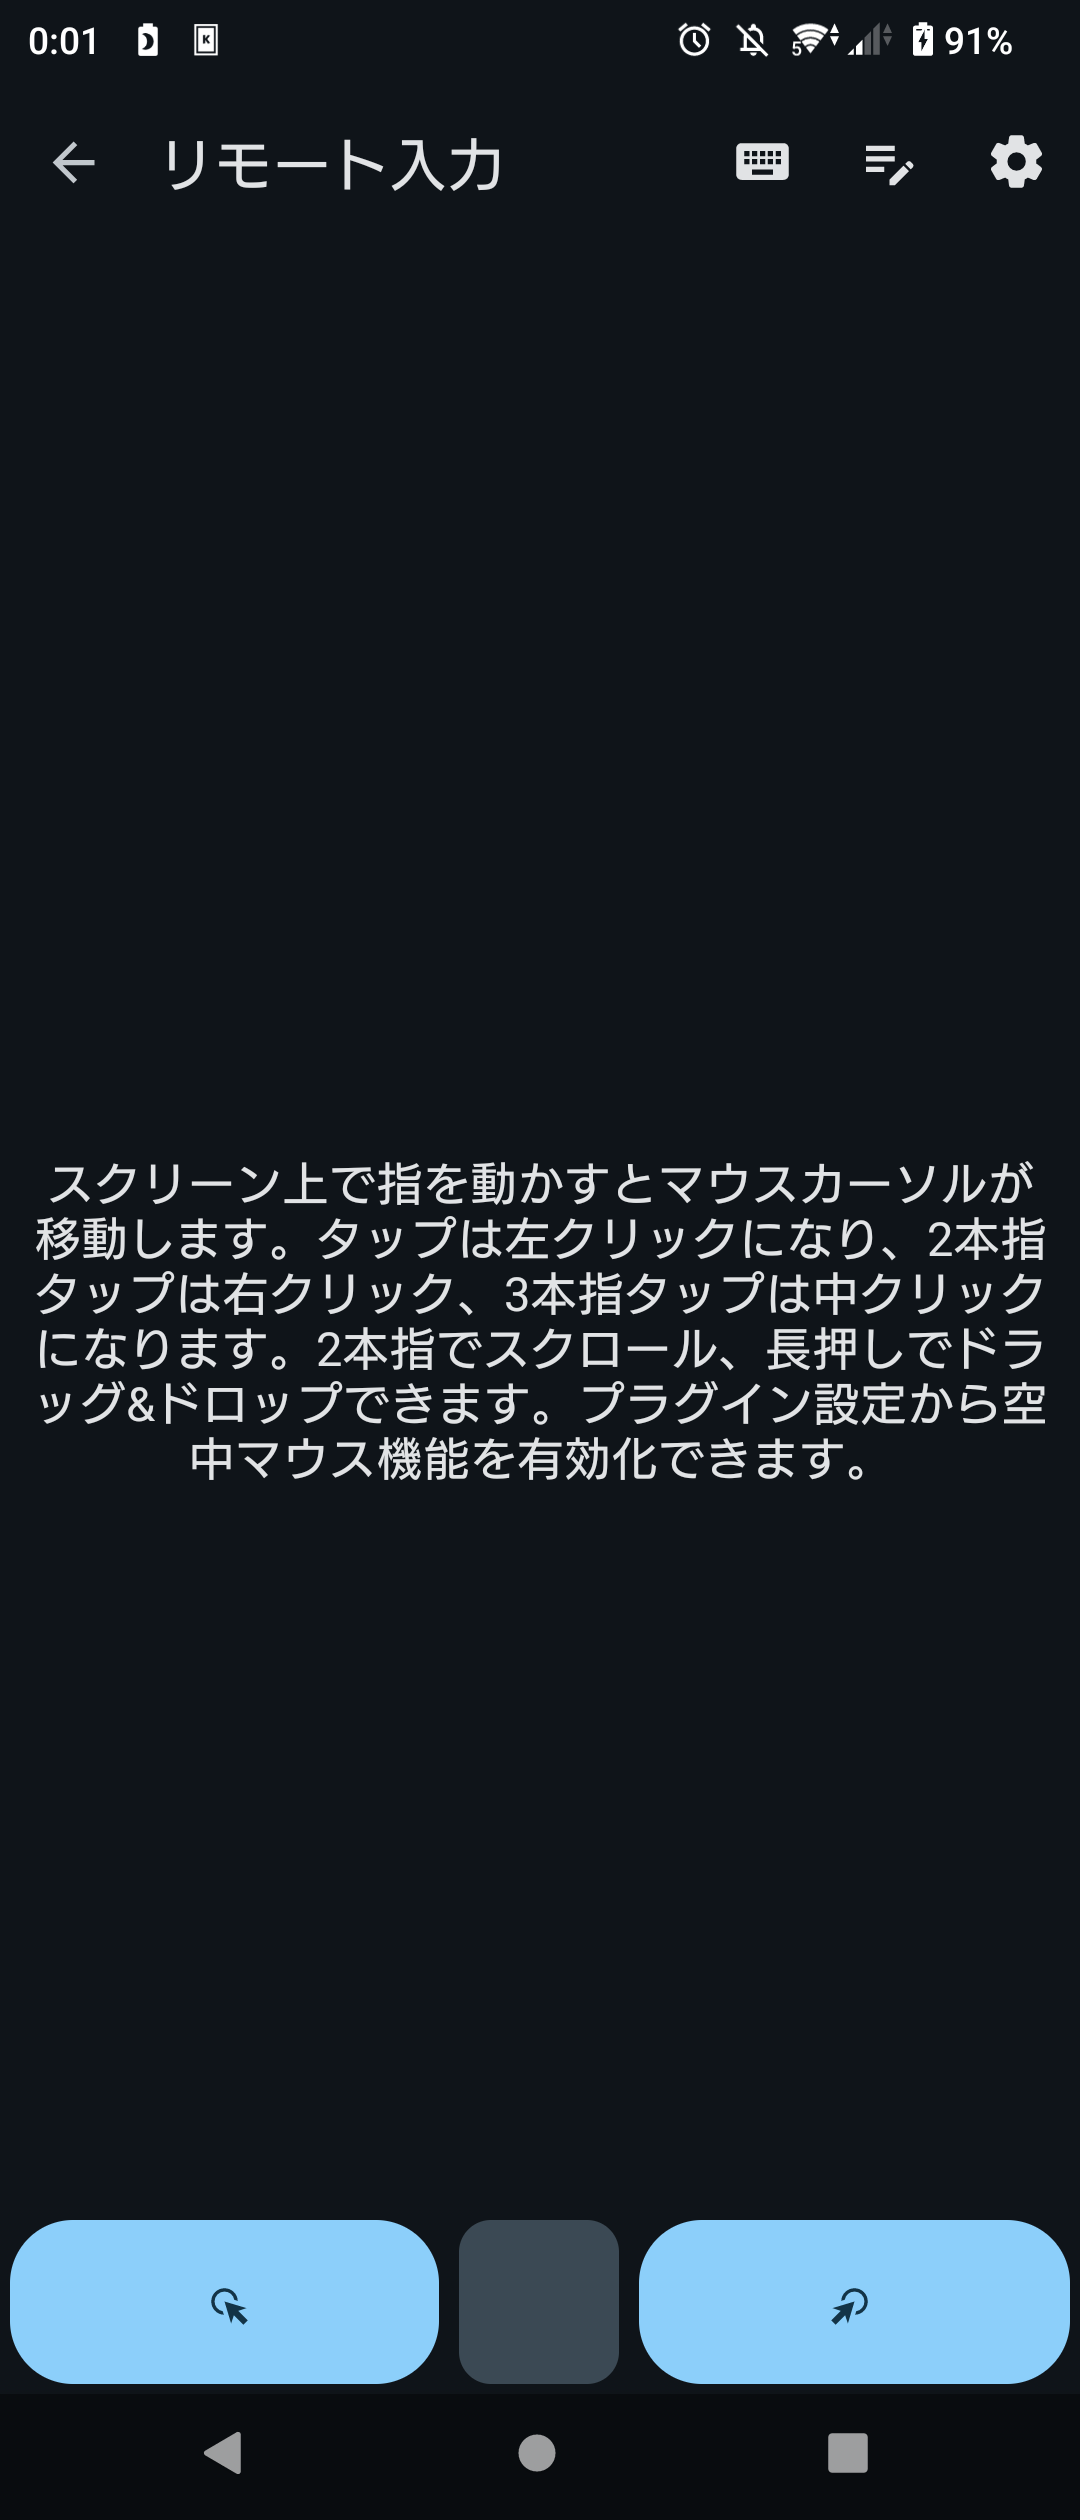 0:01
K
5
91%
リモート入力
スクリーン上で指を動かすとマウスカーソルが
移動します。タップは左クリックになり、2本指
タップは右クリック、3本指タップは中クリック
になります。2本指でスクロール、長押しでドラ
ッグ&ドロップできます。プラグイン設定から空
中マウス機能を有効化できます。